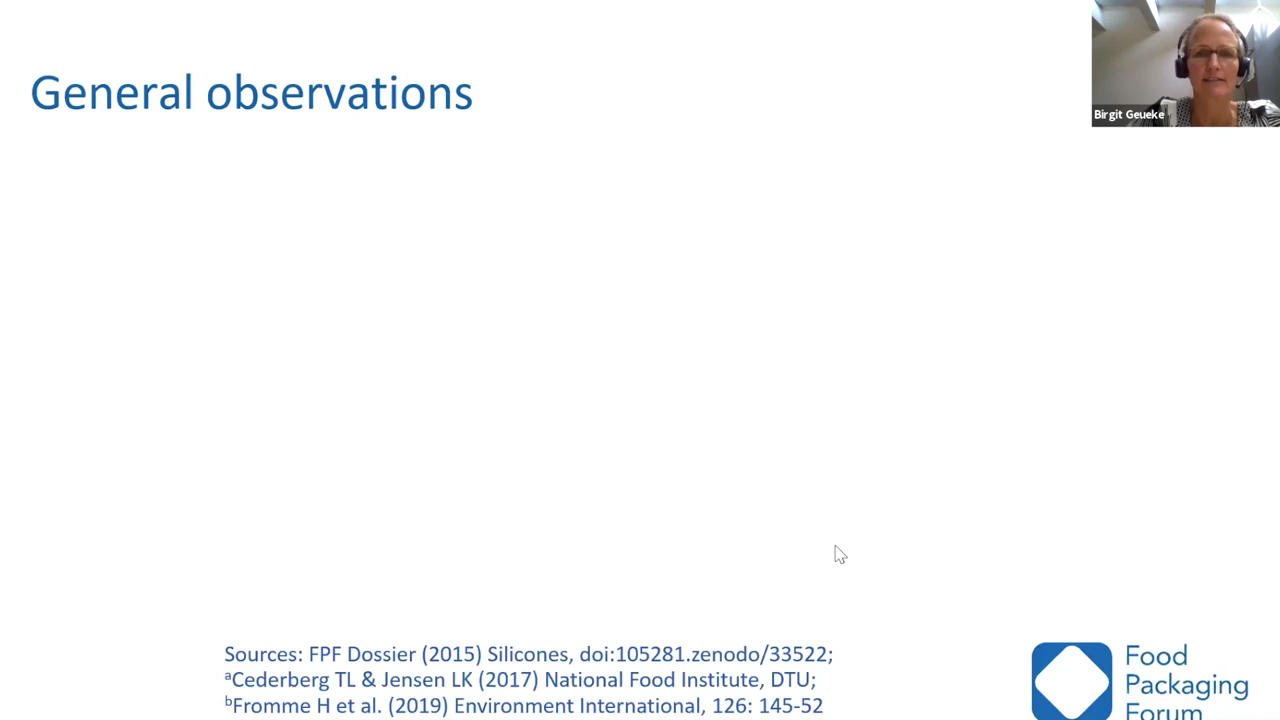 General observations
Birgit Geueke
Sources: FPF Dossier (2015) Silicones, doi:105281.zenodo/33522;
ᵃCederberg TL & Jensen LK (2017) National Food Institute, DTU;
ᵇFromme H et al. (2019) Environment International, 126: 145-52
Food
Packaging
Forum